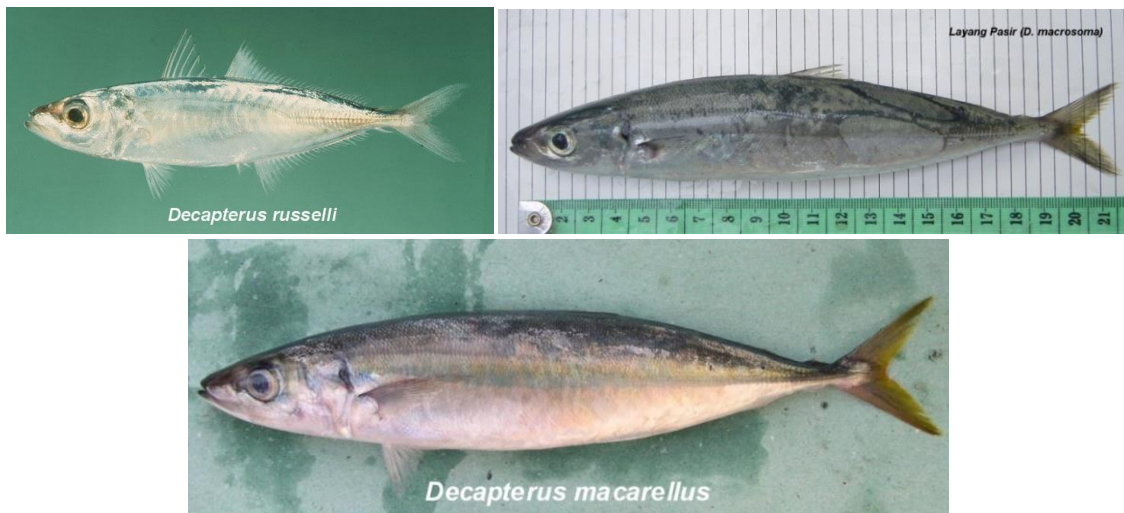 Decapterus russelli
Layang Pasir (D. macrosoma)
2 3 4 5 6 7 8 9 10 11 12 13 14 15 16 17 18 19 20 21
Decapterus macarellus